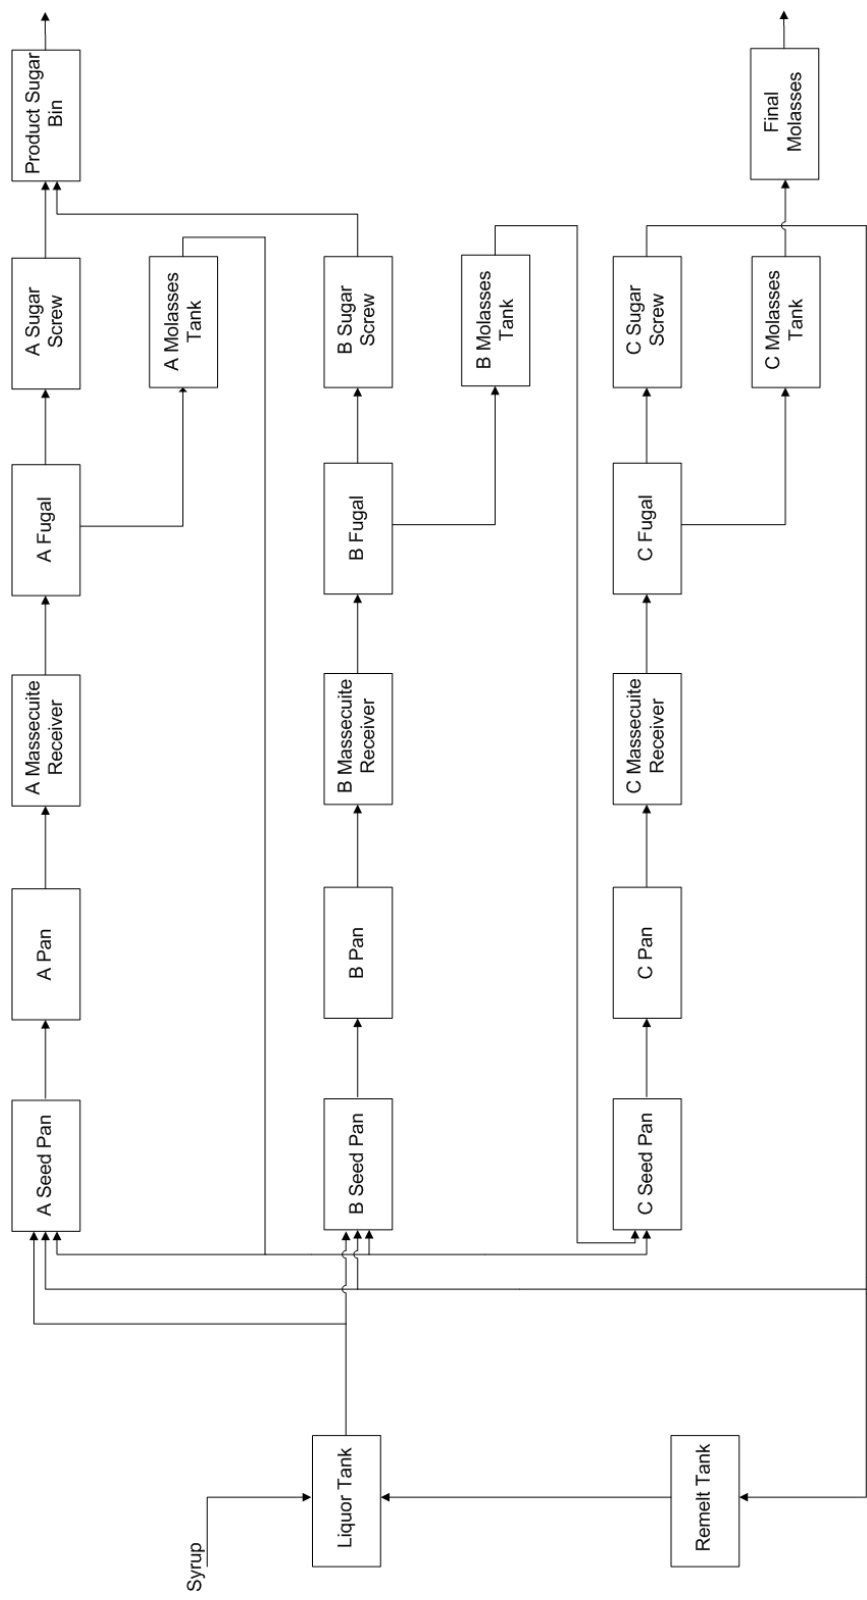 Syrup
Liquor Tank
Remelt Tank
A Seed Pan
A Pan
A Massecuite
Receiver
A Fugal
A Sugar
Screw
Product Sugar
Bin
A Molasses
Tank
B Seed Pan
B Pan
B Massecuite
Receiver
B Fugal
B Sugar
Screw
B Molasses
Tank
C Seed Pan
C Pan
C Massecuite
Receiver
C Fugal
C Sugar
Screw
C Molasses
Tank
Final
Molasses